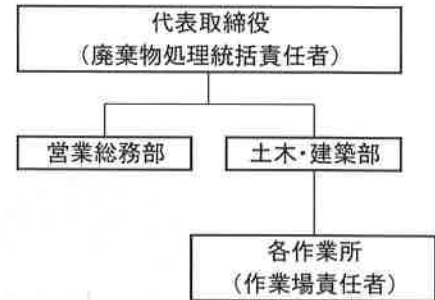 代表取締役
（廃棄物処理統括責任者）
営業総務部
土木・建築部
各作業所
（作業場責任者）